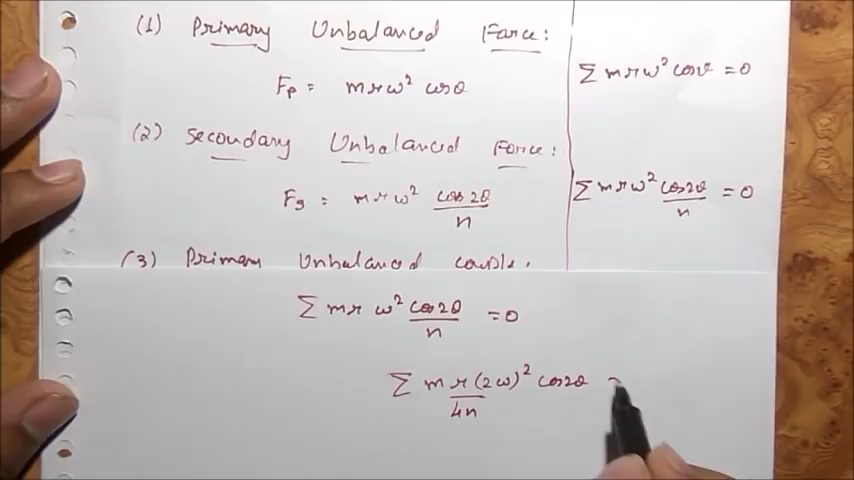 (1) Primary Unbalanced Force:
Fp = mrω² cosθ
Σ mrω² cosθ = 0
(2) Secondary Unbalanced Force:
Fs = mrω² cos2θ/n
Σ mrω² cos2θ/n = 0
(3) Primary Unbalanced couple.
Σ mr ω² cos2θ/n = 0
Σ m r/4n (2ω)² cos2θ